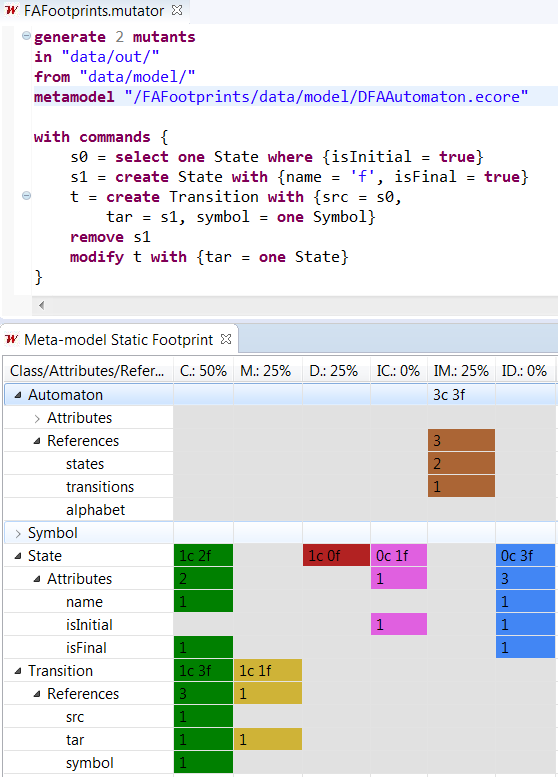 FAFootprints.mutator
generate 2 mutants
in "data/out/"
from "data/model/"
metamodel "/FAFootprints/data/model/DFAAutomaton.ecore"
with commands {
s0 = select one State where {isInitial = true}
s1 = create State with {name = 'f', isFinal = true}
t = create Transition with {src = s0,
tar = s1, symbol = one Symbol}
remove s1
modify t with {tar = one State}
}
Meta-model Static Footprint
Class/Attributes/Refer... C.: 50% M.: 25% D.: 25% IC.: 0% IM.: 25% ID.: 0%
Automaton 3c 3f
Attributes
References 3
states 2
transitions 1
alphabet
Symbol
State 1c 2f 1c 0f 0c 1f 0c 3f
Attributes 2 1 3
name 1 1
isInitial 1 1
isFinal 1 1
Transition 1c 3f 1c 1f
References 3 1
src 1
tar 1 1
symbol 1